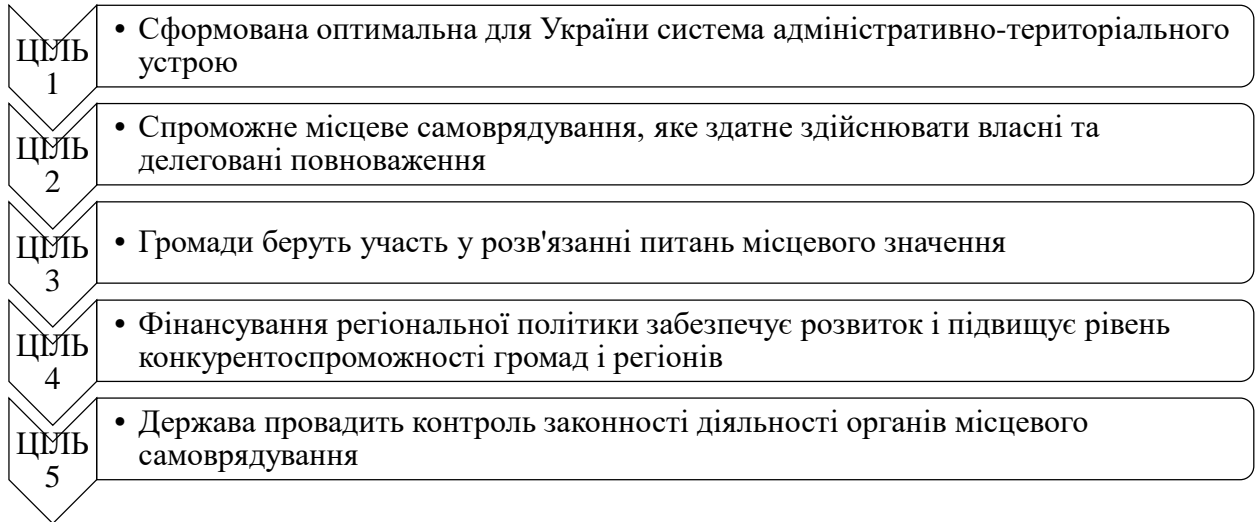 ЦІЛЬ
1
• Сформована оптимальна для України система адміністративно-територіального
устрою
ЦІЛЬ
2
• Спроможне місцеве самоврядування, яке здатне здійснювати власні та
делеговані повноваження
ЦІЛЬ
3
• Громади беруть участь у розв'язанні питань місцевого значення
ЦІЛЬ
4
• Фінансування регіональної політики забезпечує розвиток і підвищує рівень
конкурентоспроможності громад і регіонів
ЦІЛЬ
5
• Держава провадить контроль законності діяльності органів місцевого
самоврядування